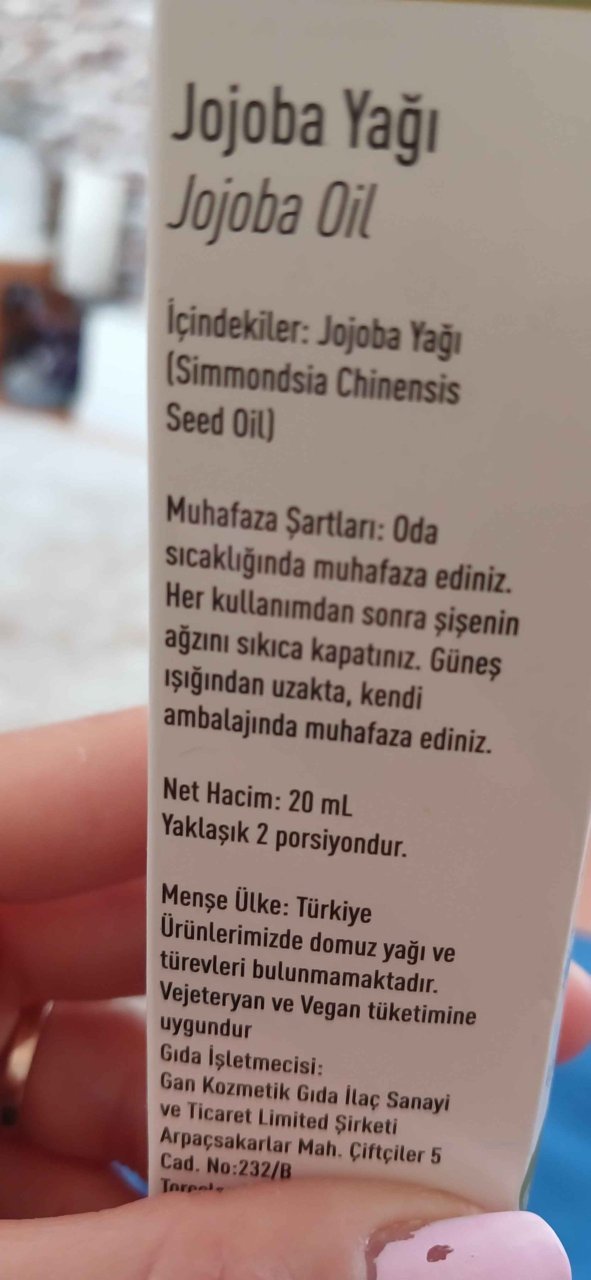 Jojoba Yağı
Jojoba Oil
İçindekiler: Jojoba Yağı
(Simmondsia Chinensis
Seed Oil)
Muhafaza Şartları: Oda
sıcaklığında muhafaza ediniz.
Her kullanımdan sonra şişenin
ağzını sıkıca kapatınız. Güneş
ışığından uzakta, kendi
ambalajında muhafaza ediniz.
Net Hacim: 20 mL
Yaklaşık 2 porsiyondur.
Menşe Ülke: Türkiye
Ürünlerimizde domuz yağı ve
türevleri bulunmamaktadır.
Vejeteryan ve Vegan tüketimine
uygundur
Gıda İşletmecisi:
Gan Kozmetik Gıda İlaç Sanayi
ve Ticaret Limited Şirketi
Arpaçsakarlar Mah. Çiftçiler 5
Cad. No:232/B